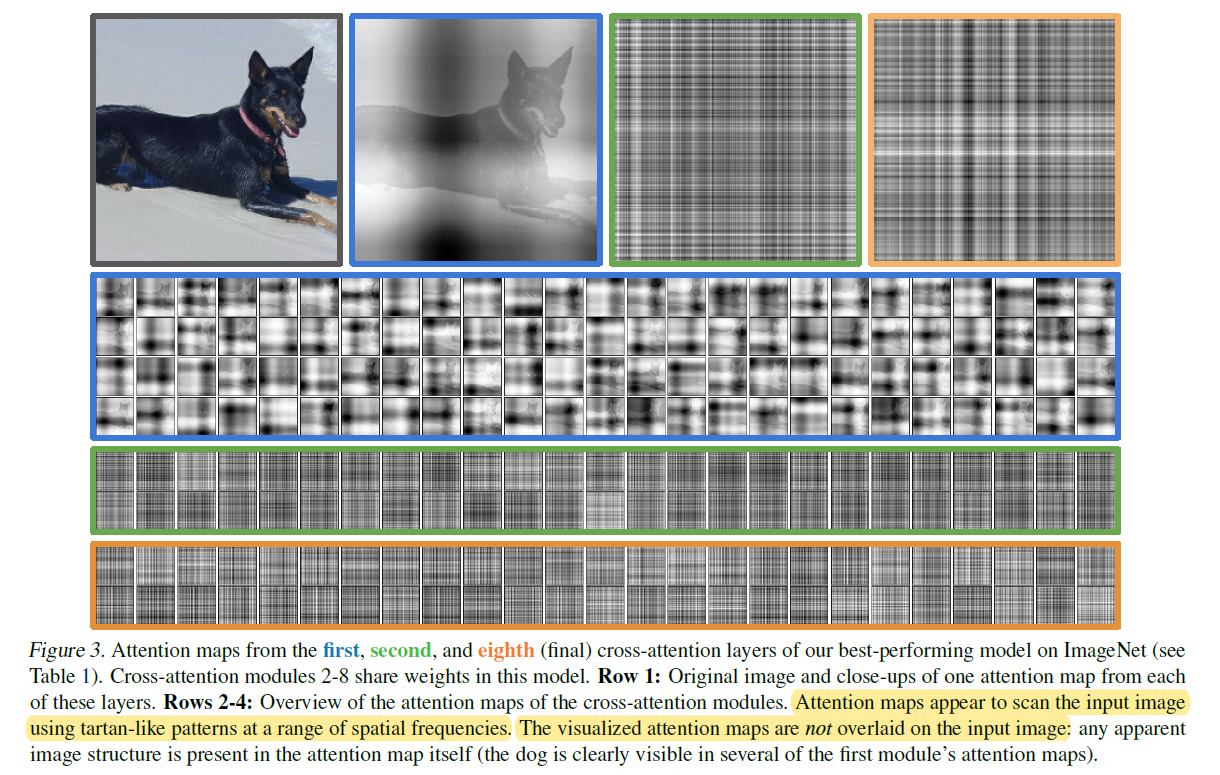 Figure 3. Attention maps from the first, second, and eighth (final) cross-attention layers of our best-performing model on ImageNet (see
Table 1). Cross-attention modules 2-8 share weights in this model. Row 1: Original image and close-ups of one attention map from each
of these layers. Rows 2-4: Overview of the attention maps of the cross-attention modules. Attention maps appear to scan the input image
using tartan-like patterns at a range of spatial frequencies. The visualized attention maps are not overlaid on the input image: any apparent
image structure is present in the attention map itself (the dog is clearly visible in several of the first module's attention maps).